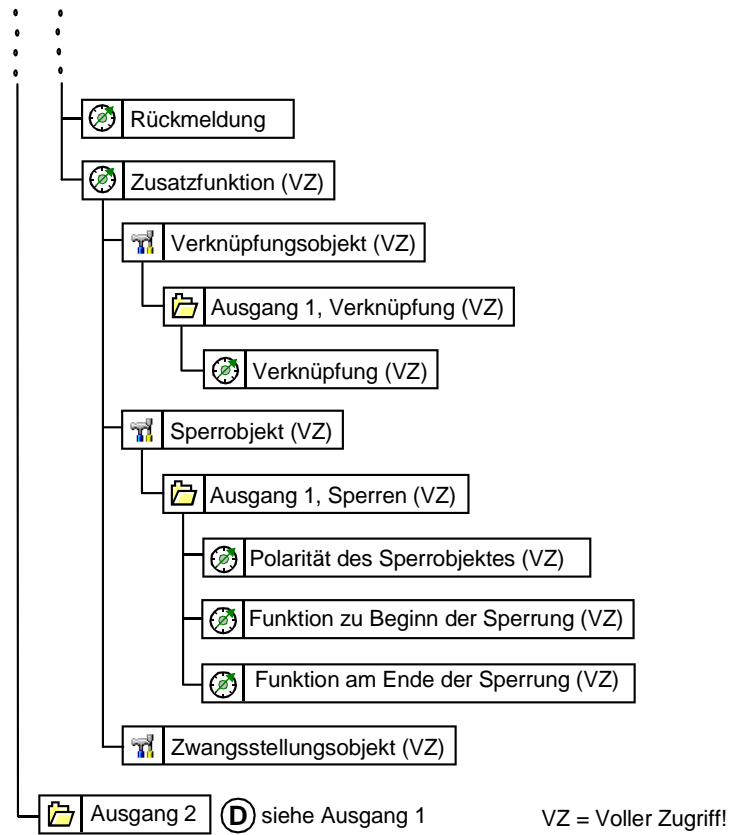 Rückmeldung
Zusatzfunktion (VZ)
Verknüpfungsobjekt (VZ)
Ausgang 1, Verknüpfung (VZ)
Verknüpfung (VZ)
Sperrobjekt (VZ)
Ausgang 1, Sperren (VZ)
Polarität des Sperrobjektes (VZ)
Funktion zu Beginn der Sperrung (VZ)
Funktion am Ende der Sperrung (VZ)
Zwangsstellungsobjekt (VZ)
Ausgang 2 D siehe Ausgang 1 VZ = Voller Zugriff!